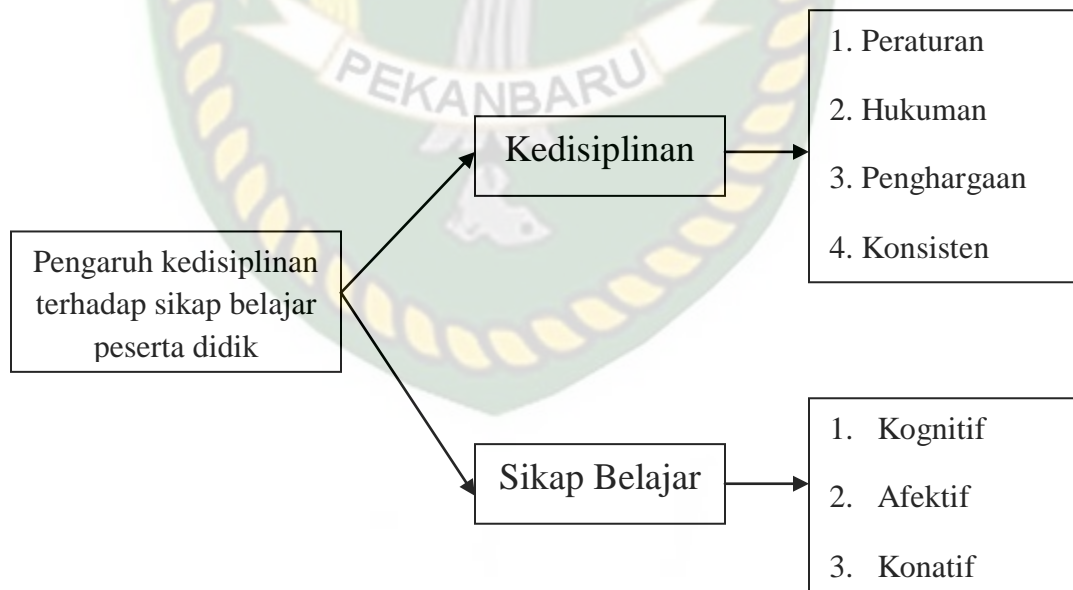 PEKANBARU
Pengaruh kedisiplinan
terhadap sikap belajar
peserta didik
Kedisiplinan
1. Peraturan
2. Hukuman
3. Penghargaan
4. Konsisten
Sikap Belajar
1. Kognitif
2. Afektif
3. Konatif